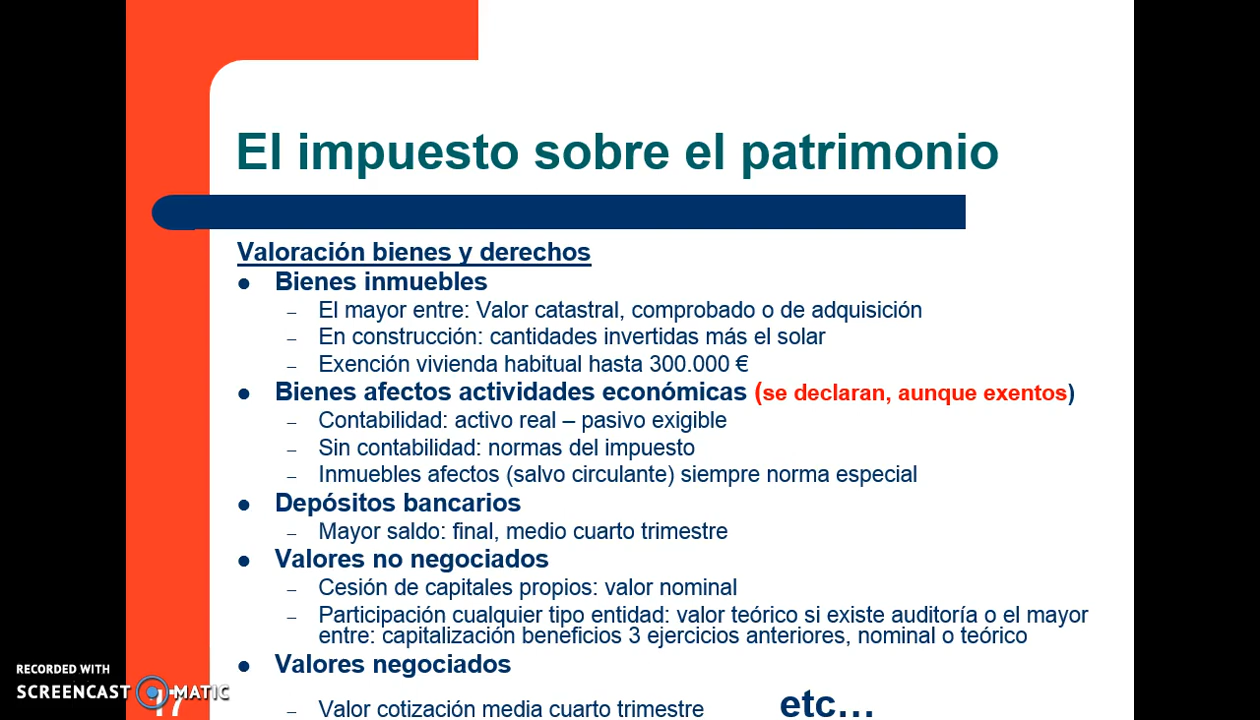 El impuesto sobre el patrimonio
Valoración bienes y derechos
● Bienes inmuebles
– El mayor entre: Valor catastral, comprobado o de adquisición
– En construcción: cantidades invertidas más el solar
– Exención vivienda habitual hasta 300.000 €
● Bienes afectos actividades económicas (se declaran, aunque exentos)
– Contabilidad: activo real – pasivo exigible
– Sin contabilidad: normas del impuesto
– Inmuebles afectos (salvo circulante) siempre norma especial
● Depósitos bancarios
– Mayor saldo: final, medio cuarto trimestre
● Valores no negociados
– Cesión de capitales propios: valor nominal
– Participación cualquier tipo entidad: valor teórico si existe auditoría o el mayor
entre: capitalización beneficios 3 ejercicios anteriores, nominal o teórico
● Valores negociados
– Valor cotización media cuarto trimestre
etc...
RECORDED WITH
SCREENCAST MATIC
17